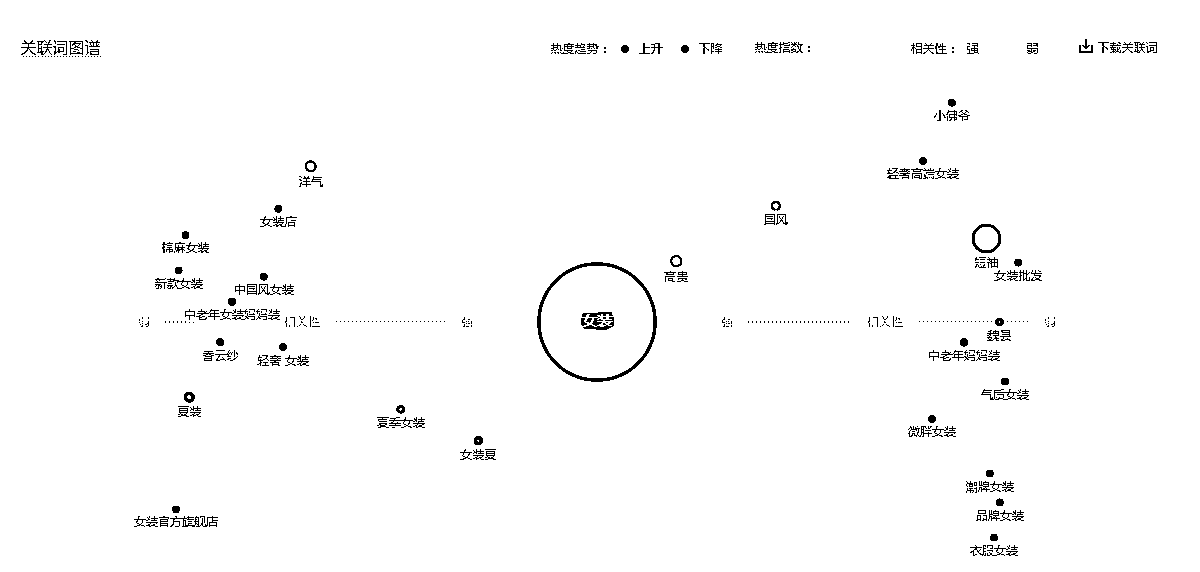 关联词图谱
热度趋势： 上升 下降 热度指数： 相关性： 强 弱 下载关联词
小佛爷
轻奢高端女装
洋气
国风
女装店
棉麻女装
短袖
高贵
女装批发
新款女装
中国风女装
中老年女装妈妈装
弱 相关性 强 女装 强 相关性 弱
魏县
香云纱
轻奢 女装
中老年妈妈装
气质女装
夏装
夏季女装
微胖女装
女装夏
潮牌女装
女装官方旗舰店
品牌女装
衣服女装